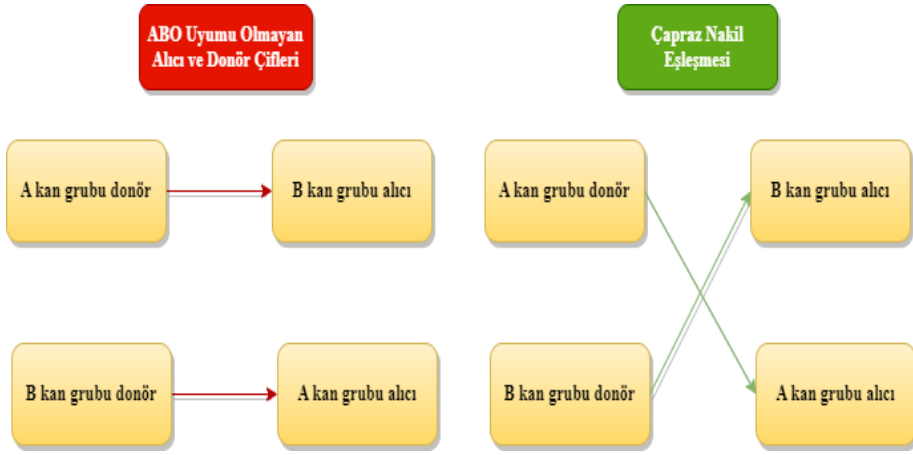 ABO Uyumu Olmayan
Alıcı ve Donör Çifleri
Çapraz Nakil
Eşleşmesi
A kan grubu donör
B kan grubu alıcı
A kan grubu donör
B kan grubu alıcı
B kan grubu donör
A kan grubu alıcı
B kan grubu donör
A kan grubu alıcı